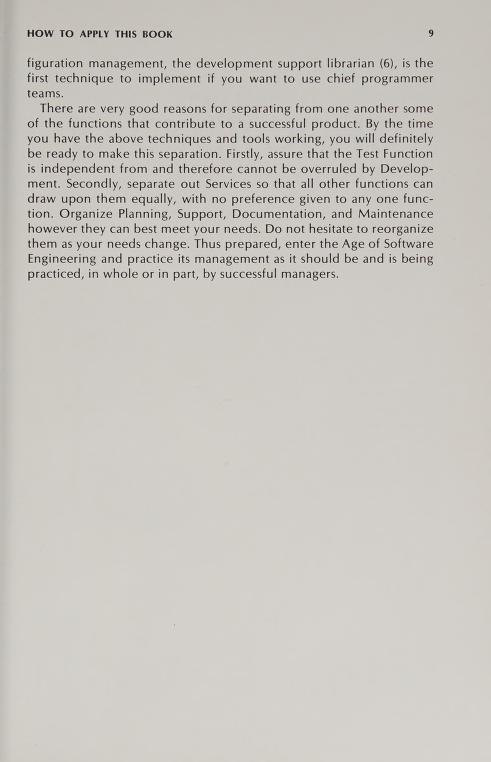 HOW TO APPLY THIS BOOK 9
figuration management, the development support librarian (6), is the
first technique to implement if you want to use chief programmer
teams.
There are very good reasons for separating from one another some
of the functions that contribute to a successful product. By the time
you have the above techniques and tools working, you will definitely
be ready to make this separation. Firstly, assure that the Test Function
is independent from and therefore cannot be overruled by Develop-
ment. Secondly, separate out Services so that all other functions can
draw upon them equally, with no preference given to any one func-
tion. Organize Planning, Support, Documentation, and Maintenance
however they can best meet your needs. Do not hesitate to reorganize
them as your needs change. Thus prepared, enter the Age of Software
Engineering and practice its management as it should be and is being
practiced, in whole or in part, by successful managers.